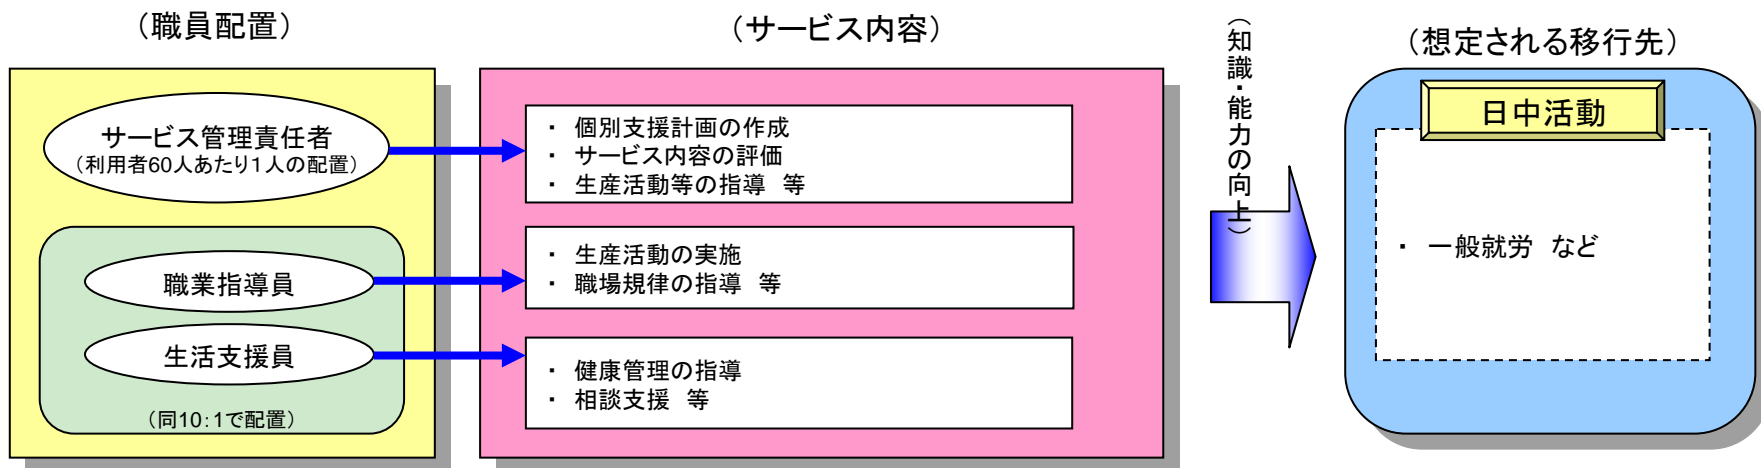 (職員配置)
サービス管理責任者
(利用者60人あたり1人の配置)
職業指導員
生活支援員
(同10:1で配置)
(サービス内容)
・ 個別支援計画の作成
・ サービス内容の評価
・ 生産活動等の指導 等
・ 生産活動の実施
・ 職場規律の指導 等
・ 健康管理の指導
・ 相談支援 等
(知識・能力の向上)
(想定される移行先)
日中活動
・ 一般就労 など